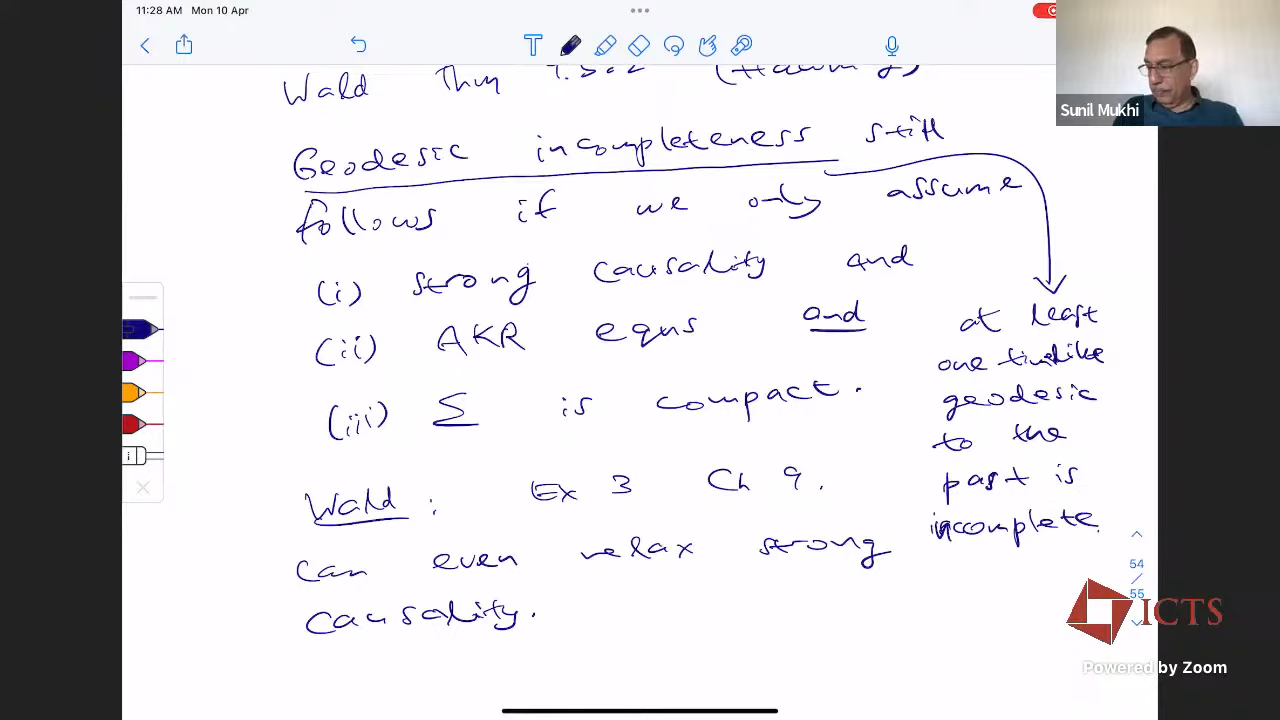 11:28 AM Mon 10 Apr
Sunil Mukhi
Wald Thm
Geodesic incompleteness still
follows if we only assume
(i) strong causality and
(ii) AKR equs and
(iii) Σ is compact.
at least
one timelike
geodesic
to the
past is
incomplete.
Wald : Ex 3 Ch 9.
can even relax strong
causality.
54
/
55
ICTS
Powered by Zoom